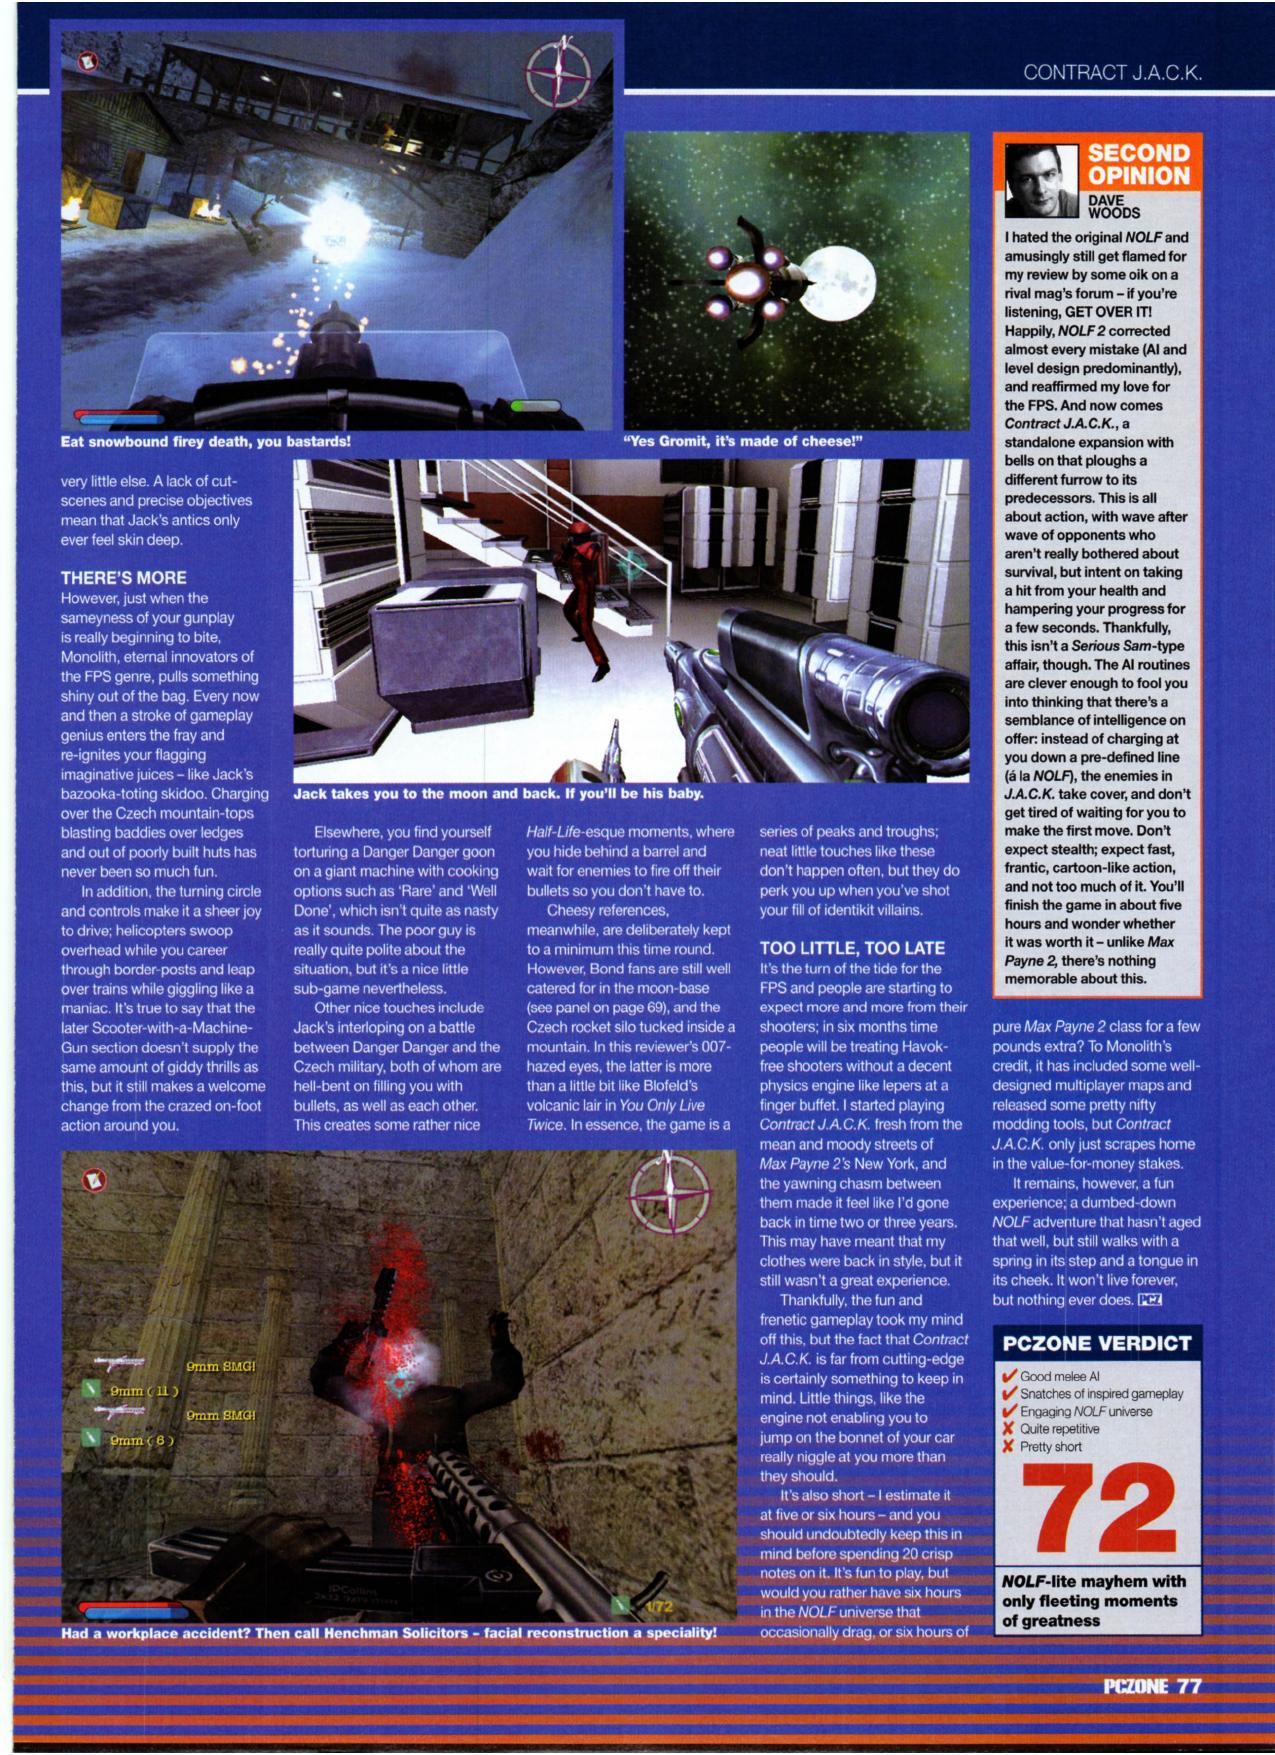 CONTRACT J.A.C.K.
Eat snowbound firey death, you bastards!
"Yes Gromit, it's made of cheese!"
very little else. A lack of cut-
scenes and precise objectives
mean that Jack's antics only
ever feel skin deep.
THERE'S MORE
However, just when the
sameyness of your gunplay
is really beginning to bite,
Monolith, eternal innovators of
the FPS genre, pulls something
shiny out of the bag. Every now
and then a stroke of gameplay
genius enters the fray and
re-ignites your flagging
imaginative juices – like Jack's
bazooka-toting skidoo. Charging
over the Czech mountain-tops
blasting baddies over ledges
and out of poorly built huts has
never been so much fun.
In addition, the turning circle
and controls make it a sheer joy
to drive; helicopters swoop
overhead while you career
through border-posts and leap
over trains while giggling like a
maniac. It's true to say that the
later Scooter-with-a-Machine-
Gun section doesn't supply the
same amount of giddy thrills as
this, but it still makes a welcome
change from the crazed on-foot
action around you.
Jack takes you to the moon and back. If you'll be his baby.
Elsewhere, you find yourself
torturing a Danger Danger goon
on a giant machine with cooking
options such as 'Rare' and 'Well
Done', which isn't quite as nasty
as it sounds. The poor guy is
really quite polite about the
situation, but it's a nice little
sub-game nevertheless.
Other nice touches include
Jack's interloping on a battle
between Danger Danger and the
Czech military, both of whom are
hell-bent on filling you with
bullets, as well as each other.
This creates some rather nice
Half-Life-esque moments, where
you hide behind a barrel and
wait for enemies to fire off their
bullets so you don't have to.
Cheesy references,
meanwhile, are deliberately kept
to a minimum this time round.
However, Bond fans are still well
catered for in the moon-base
(see panel on page 69), and the
Czech rocket silo tucked inside a
mountain. In this reviewer's 007-
hazed eyes, the latter is more
than a little bit like Blofeld's
volcanic lair in You Only Live
Twice. In essence, the game is a
series of peaks and troughs;
neat little touches like these
don't happen often, but they do
perk you up when you've shot
your fill of identikit villains.
TOO LITTLE, TOO LATE
It's the turn of the tide for the
FPS and people are starting to
expect more and more from their
shooters; in six months time
people will be treating Havok-
free shooters without a decent
physics engine like lepers at a
finger buffet. I started playing
Contract J.A.C.K. fresh from the
mean and moody streets of
Max Payne 2's New York, and
the yawning chasm between
them made it feel like I'd gone
back in time two or three years.
This may have meant that my
clothes were back in style, but it
still wasn't a great experience.
Thankfully, the fun and
frenetic gameplay took my mind
off this, but the fact that Contract
J.A.C.K. is far from cutting-edge
is certainly something to keep in
mind. Little things, like the
engine not enabling you to
jump on the bonnet of your car
really niggle at you more than
they should.
It's also short – I estimate it
at five or six hours – and you
should undoubtedly keep this in
mind before spending 20 crisp
notes on it. It's fun to play, but
would you rather have six hours
in the NOLF universe that
occasionally drag, or six hours of
pure Max Payne 2 class for a few
pounds extra? To Monolith's
credit, it has included some well-
designed multiplayer maps and
released some pretty nifty
modding tools, but Contract
J.A.C.K. only just scrapes home
in the value-for-money stakes.
It remains, however, a fun
experience; a dumbed-down
NOLF adventure that hasn't aged
that well, but still walks with a
spring in its step and a tongue in
its cheek. It won't live forever,
but nothing ever does. PCZ
SECOND
OPINION
DAVE
WOODS
I hated the original NOLF and
amusingly still get flamed for
my review by some oik on a
rival mag's forum – if you're
listening, GET OVER IT!
Happily, NOLF 2 corrected
almost every mistake (AI and
level design predominantly),
and reaffirmed my love for
the FPS. And now comes
Contract J.A.C.K., a
standalone expansion with
bells on that ploughs a
different furrow to its
predecessors. This is all
about action, with wave after
wave of opponents who
aren't really bothered about
survival, but intent on taking
a hit from your health and
hampering your progress for
a few seconds. Thankfully,
this isn't a Serious Sam-type
affair, though. The AI routines
are clever enough to fool you
into thinking that there's a
semblance of intelligence on
offer: instead of charging at
you down a pre-defined line
(á la NOLF), the enemies in
J.A.C.K. take cover, and don't
get tired of waiting for you to
make the first move. Don't
expect stealth; expect fast,
frantic, cartoon-like action,
and not too much of it. You'll
finish the game in about five
hours and wonder whether
it was worth it – unlike Max
Payne 2, there's nothing
memorable about this.
N
9mm SMG!
9mm ( 11 )
9mm SMG!
9mm ( 6 )
JPCollins
1/72
Had a workplace accident? Then call Henchman Solicitors – facial reconstruction a speciality!
PCZONE VERDICT
Good melee AI
Snatches of inspired gameplay
Engaging NOLF universe
Quite repetitive
Pretty short
72
NOLF-lite mayhem with
only fleeting moments
of greatness
PCZONE 77